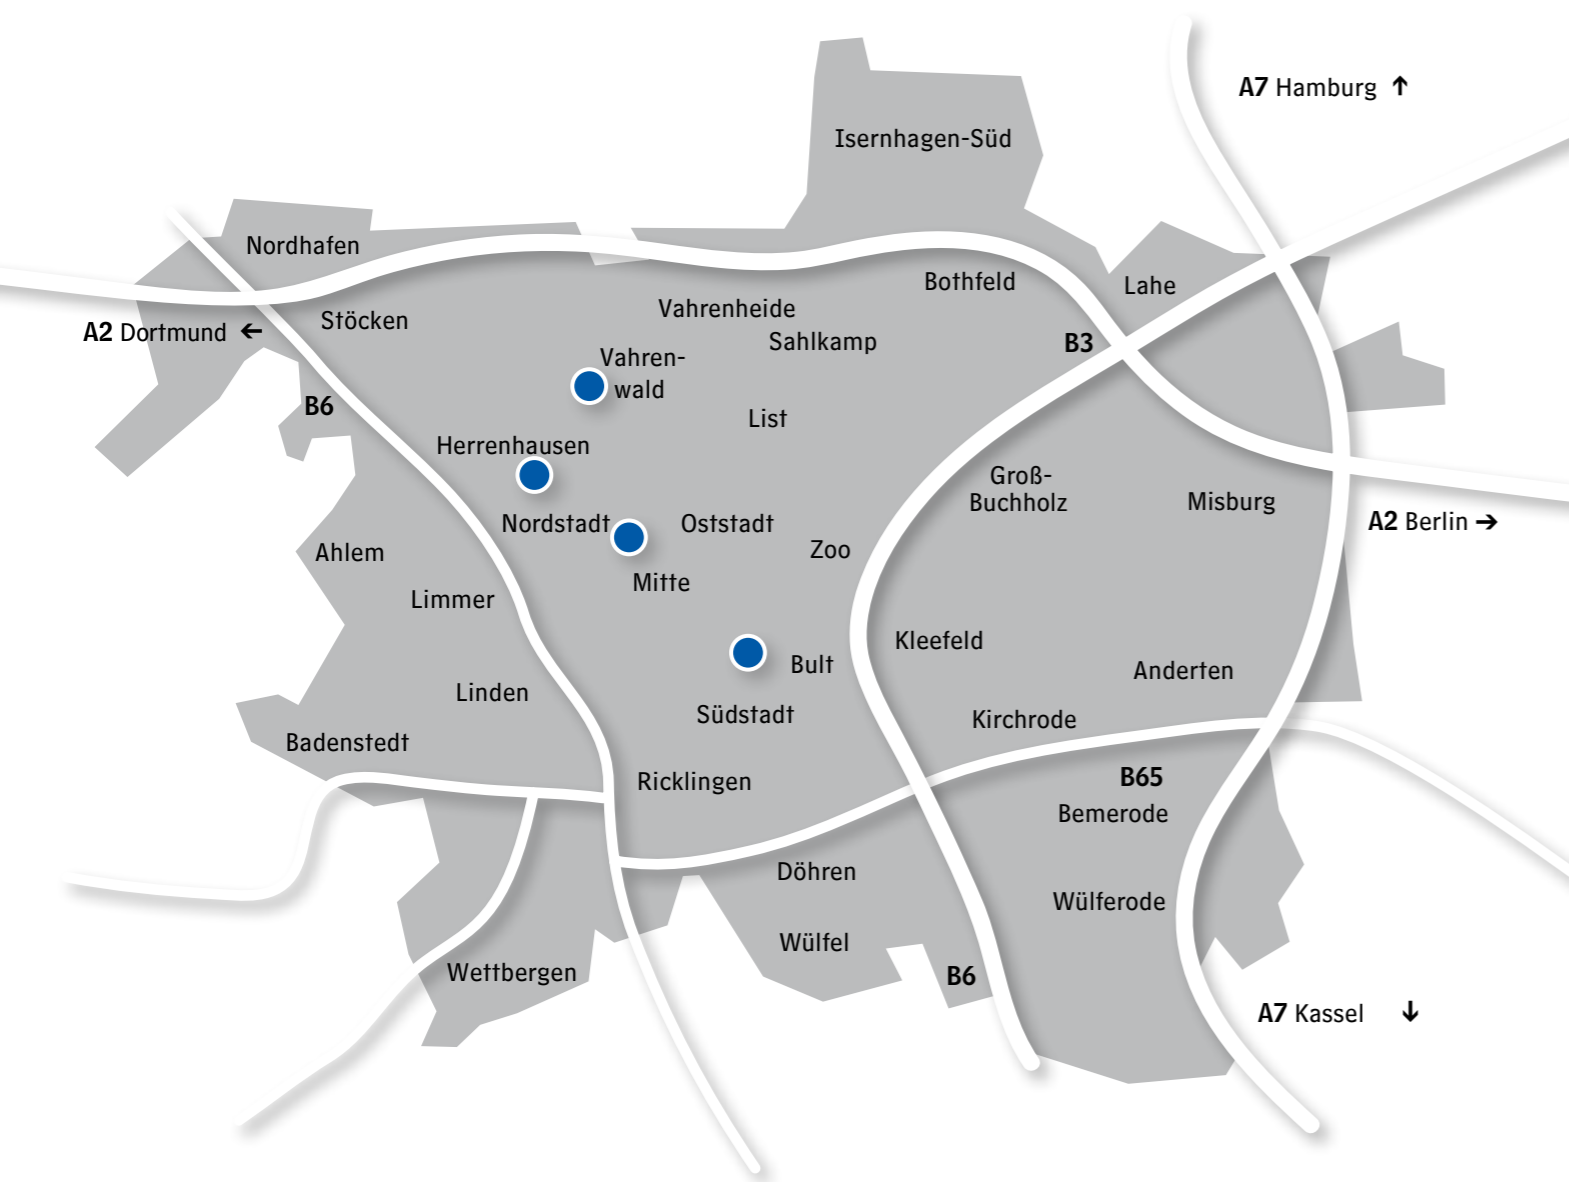 A7 Hamburg ↑
Isernhagen-Süd
Nordhafen
Bothfeld
Lahe
Vahrenheide
Stöcken
A2 Dortmund ←
Sahlkamp
B3
Vahren-
wald
B6
List
Herrenhausen
Groß-
Buchholz
Misburg
A2 Berlin →
Nordstadt
Oststadt
Zoo
Ahlem
Mitte
Limmer
Kleefeld
Bult
Anderten
Linden
Südstadt
Kirchrode
Badenstedt
Ricklingen
B65
Bemerode
Döhren
Wülferode
Wülfel
Wettbergen
B6
A7 Kassel ↓